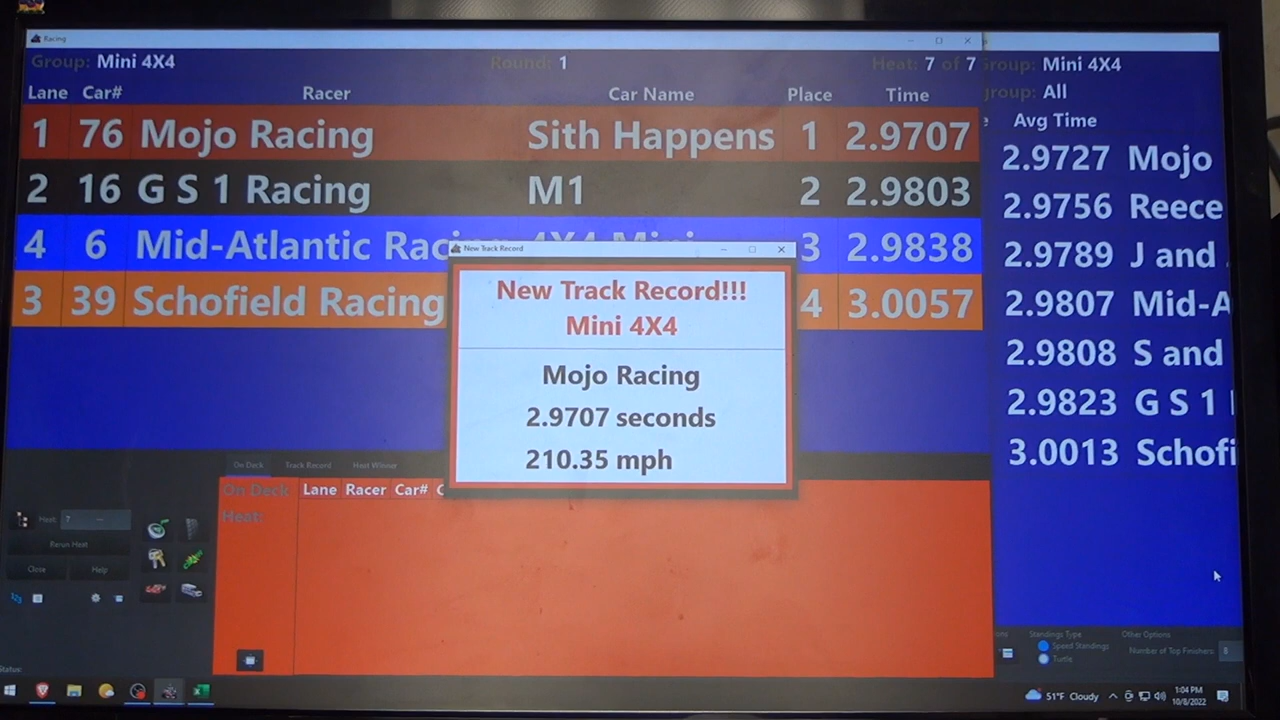 Racing
Group: Mini 4X4
Round: 1
Heat: 7 of 7
Lane Car# Racer Car Name Place Time
1 76 Mojo Racing Sith Happens 1 2.9707
2 16 G S 1 Racing M1 2 2.9803
4 6 Mid-Atlantic Rac 4X4 Mini 3 2.9838
3 39 Schofield Racing 4 3.0057
New Track Record
New Track Record!!!
Mini 4X4
Mojo Racing
2.9707 seconds
210.35 mph
Group: Mini 4X4
group: All
Avg Time
2.9727 Mojo
2.9756 Reece
2.9789 J and
2.9807 Mid-A
2.9808 S and
2.9823 G S 1
3.0013 Schofi
On Deck Track Record Heat Winner
On Deck Lane Racer Car# C
Heat:
Heat: 7
Rerun Heat
Close Help
Status:
Standings Type
Speed Standings
Turtle
Other Options
Number of Top Finishers: 8
51°F Cloudy
1:04 PM
10/8/2022